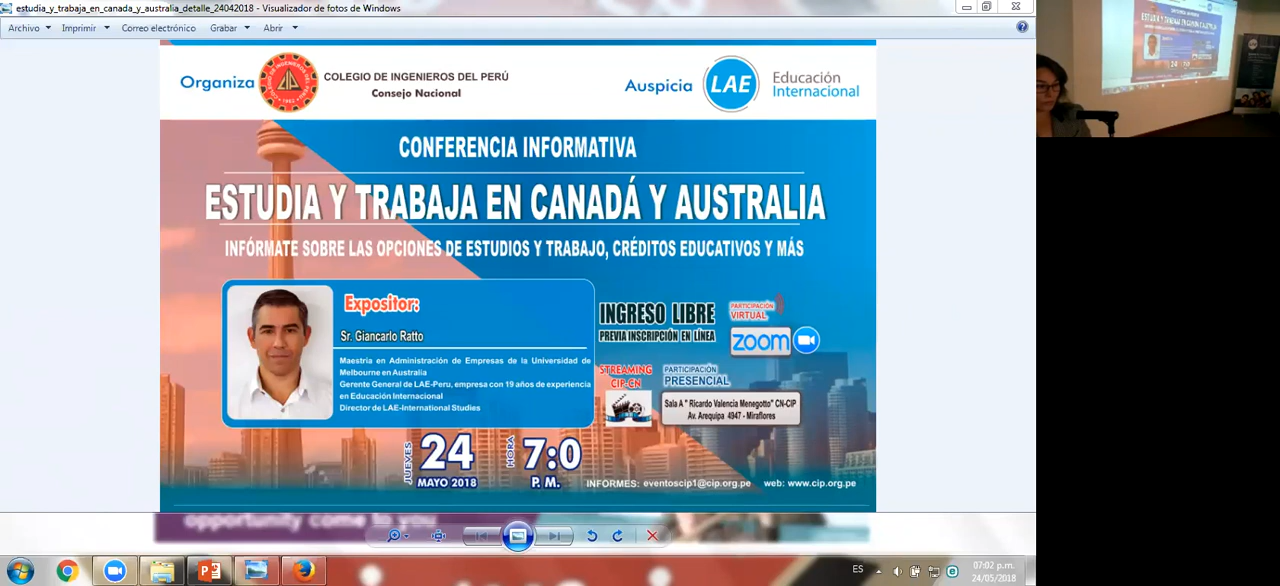 estudia_y_trabaja_en_canada_y_australia_detalle_24042018 - Visualizador de fotos de Windows
Archivo Imprimir Correo electrónico Grabar Abrir
Organiza
COLEGIO DE INGENIEROS DEL PERÚ
Consejo Nacional
Auspicia
LAE
Educación
Internacional
CONFERENCIA INFORMATIVA
ESTUDIA Y TRABAJA EN CANADÁ Y AUSTRALIA
INFÓRMATE SOBRE LAS OPCIONES DE ESTUDIOS Y TRABAJO, CRÉDITOS EDUCATIVOS Y MÁS
Expositor:
Sr. Giancarlo Ratto
Maestria en Administración de Empresas de la Universidad de
Melbourne en Australia
Gerente General de LAE-Peru, empresa con 19 años de experiencia
en Educación Internacional
Director de LAE-International Studies
INGRESO LIBRE
PREVIA INSCRIPCIÓN EN LÍNEA
PARTICIPACIÓN
VIRTUAL
zoom
STREAMING
CIP-CN
PARTICIPACIÓN
PRESENCIAL
Sala A " Ricardo Valencia Menegotto" CN-CIP
Av. Arequipa 4947 - Miraflores
JUEVES
24
MAYO 2018
HORA
7:0
P. M.
INFORMES: eventoscip1@cip.org.pe web: www.cip.org.pe
opportunity come to you
ES
07:02 p.m.
24/05/2018